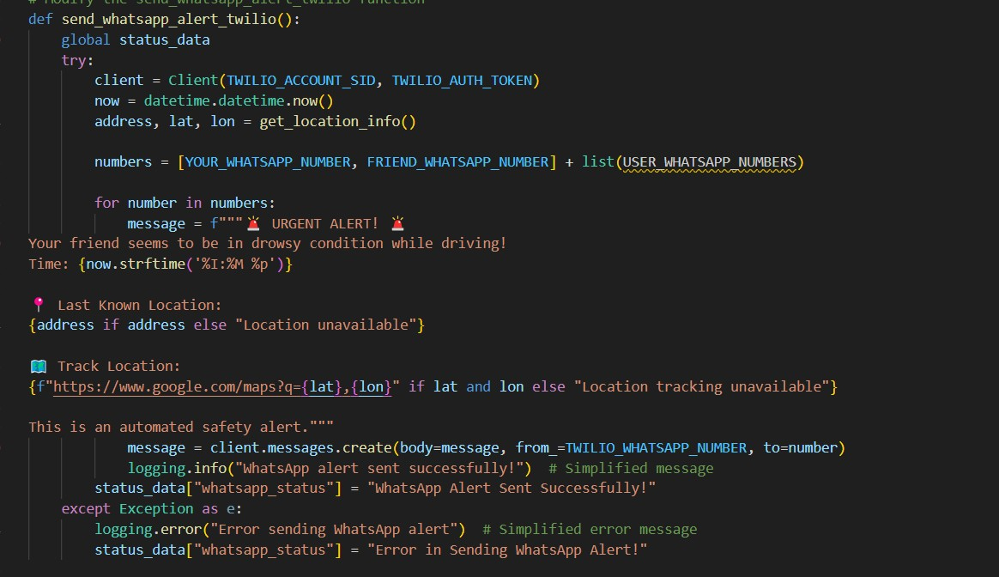 # Modify the send_whatsapp_alert_twilio function
def send_whatsapp_alert_twilio():
    global status_data
    try:
        client = Client(TWILIO_ACCOUNT_SID, TWILIO_AUTH_TOKEN)
        now = datetime.datetime.now()
        address, lat, lon = get_location_info()

        numbers = [YOUR_WHATSAPP_NUMBER, FRIEND_WHATSAPP_NUMBER] + list(USER_WHATSAPP_NUMBERS)

        for number in numbers:
            message = f"""🚨 URGENT ALERT! 🚨
Your friend seems to be in drowsy condition while driving!
Time: {now.strftime('%I:%M %p')}

📍 Last Known Location:
{address if address else "Location unavailable"}

🗺️ Track Location:
{f"https://www.google.com/maps?q={lat},{lon}" if lat and lon else "Location tracking unavailable"}

This is an automated safety alert."""
            message = client.messages.create(body=message, from_=TWILIO_WHATSAPP_NUMBER, to=number)
            logging.info("WhatsApp alert sent successfully!")  # Simplified message
        status_data["whatsapp_status"] = "WhatsApp Alert Sent Successfully!"
    except Exception as e:
        logging.error("Error sending WhatsApp alert")  # Simplified error message
        status_data["whatsapp_status"] = "Error in Sending WhatsApp Alert!"